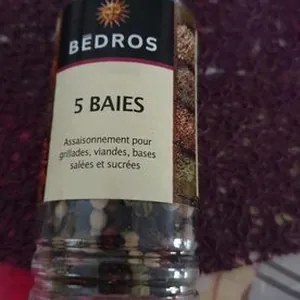 BEDROS
5 BAIES
Assaisonnement pour
grillades, viandes, bases
salées et sucrées